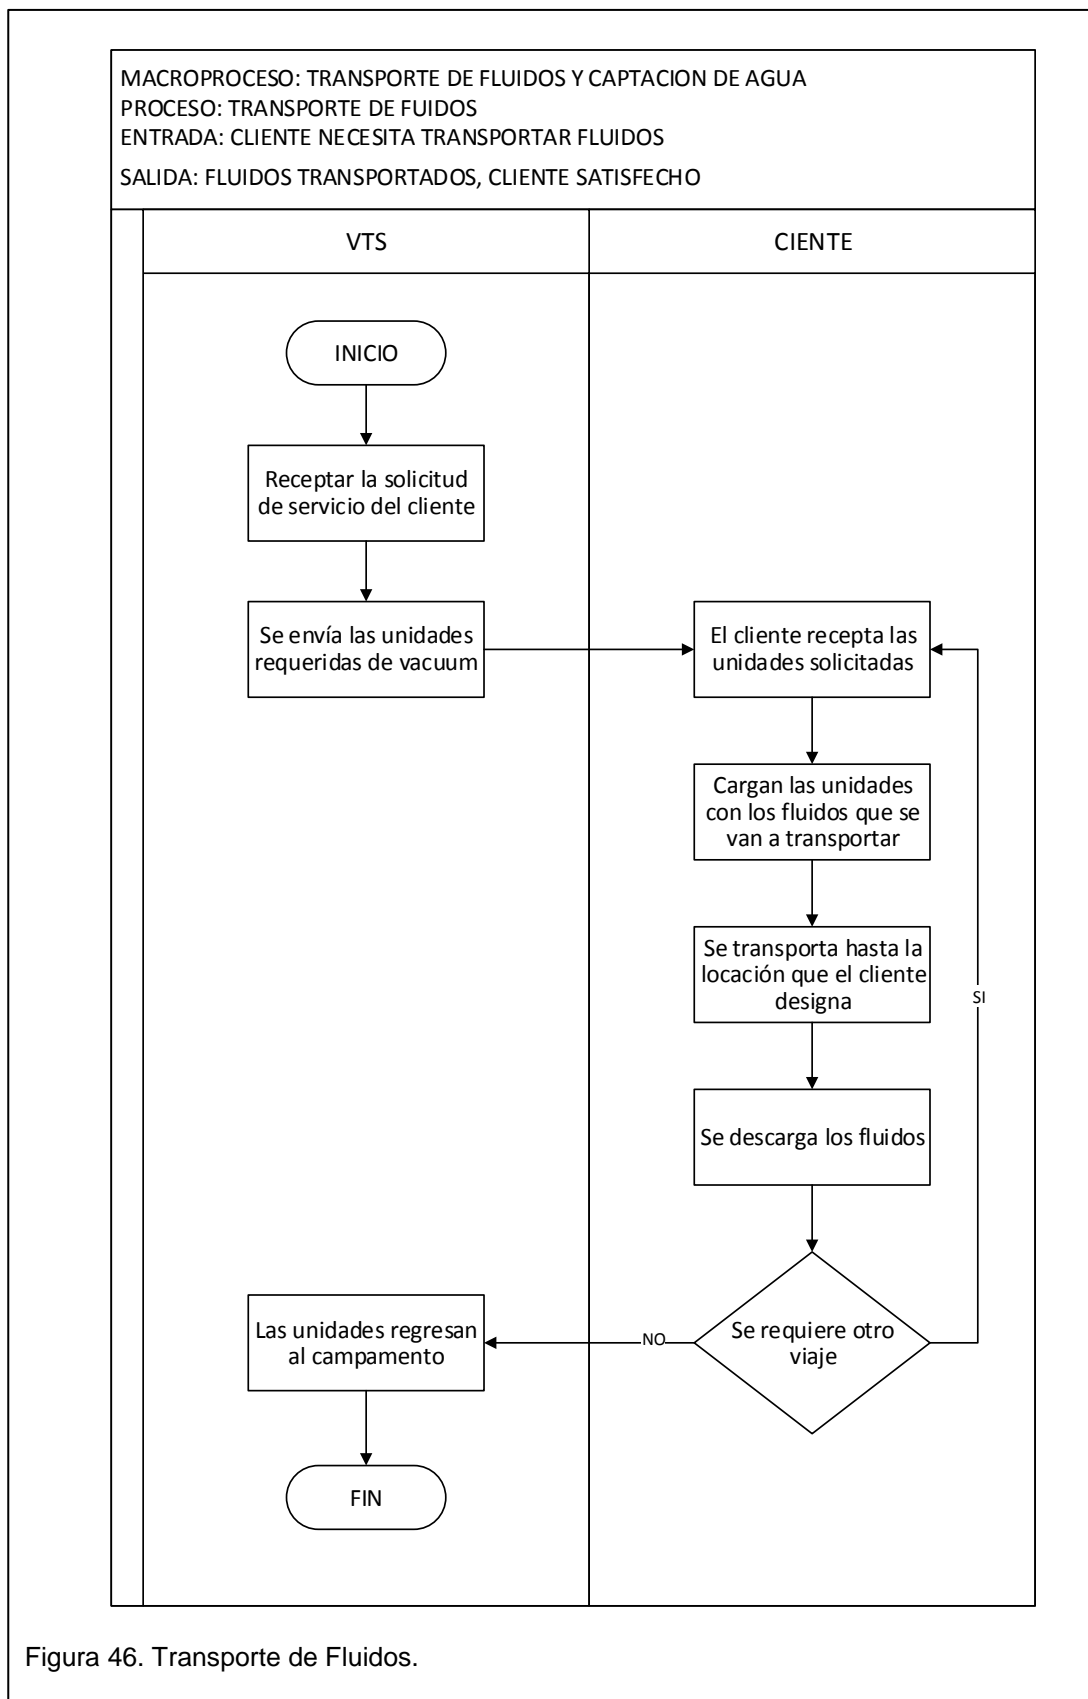 MACROPROCESO: TRANSPORTE DE FLUIDOS Y CAPTACION DE AGUA
PROCESO: TRANSPORTE DE FUIDOS
ENTRADA: CLIENTE NECESITA TRANSPORTAR FLUIDOS
SALIDA: FLUIDOS TRANSPORTADOS, CLIENTE SATISFECHO
VTS
CIENTE
INICIO
Receptar la solicitud
de servicio del cliente
Se envía las unidades
requeridas de vacuum
El cliente recepta las
unidades solicitadas
Cargan las unidades
con los fluidos que se
van a transportar
Se transporta hasta la
locación que el cliente
designa
SI
Se descarga los fluidos
Se requiere otro
viaje
NO
Las unidades regresan
al campamento
FIN
Figura 46. Transporte de Fluidos.